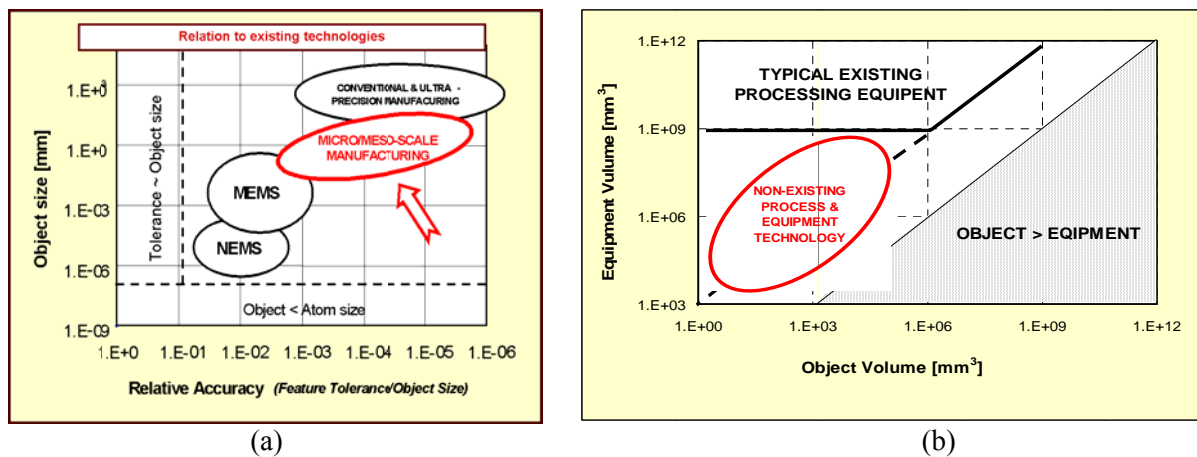 Relation to existing technologies
Object size [mm]
1.E+3
1.E+0
1.E-03
1.E-06
1.E-09
Tolerance ~ Object size
CONVENTIONAL & ULTRA -
PRECISION MANUFACURING
MICRO/MESO-SCALE
MANUFACTURING
MEMS
NEMS
Object < Atom size
1.E+0 1.E-01 1.E-02 1.E-03 1.E-04 1.E-05 1.E-06
Relative Accuracy (Feature Tolerance/Object Size)
(a)
Equipment Volume [mm³]
1.E+12
1.E+09
1.E+06
1.E+03
TYPICAL EXISTING
PROCESSING EQUIPENT
NON-EXISTING
PROCESS &
EQUIPMENT
TECHNOLOGY
OBJECT > EQIPMENT
1.E+00 1.E+03 1.E+06 1.E+09 1.E+12
Object Volume [mm³]
(b)